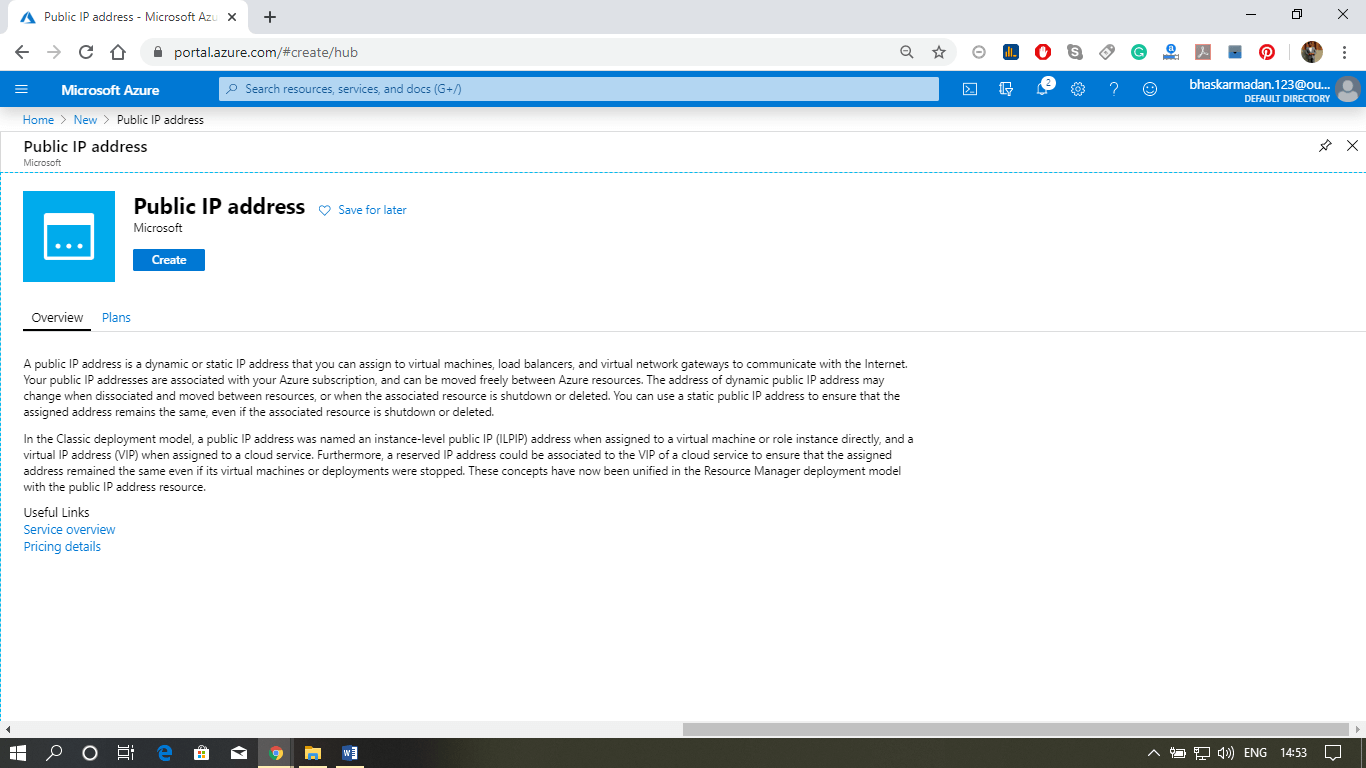 Public IP address - Microsoft Azu
portal.azure.com/#create/hub
Microsoft Azure
Search resources, services, and docs (G+/)
2
bhaskarmadan.123@ou...
DEFAULT DIRECTORY
Home > New > Public IP address
Public IP address
Microsoft
Public IP address
Save for later
Microsoft
Create
Overview
Plans
A public IP address is a dynamic or static IP address that you can assign to virtual machines, load balancers, and virtual network gateways to communicate with the Internet.
Your public IP addresses are associated with your Azure subscription, and can be moved freely between Azure resources. The address of dynamic public IP address may
change when dissociated and moved between resources, or when the associated resource is shutdown or deleted. You can use a static public IP address to ensure that the
assigned address remains the same, even if the associated resource is shutdown or deleted.
In the Classic deployment model, a public IP address was named an instance-level public IP (ILPIP) address when assigned to a virtual machine or role instance directly, and a
virtual IP address (VIP) when assigned to a cloud service. Furthermore, a reserved IP address could be associated to the VIP of a cloud service to ensure that the assigned
address remained the same even if its virtual machines or deployments were stopped. These concepts have now been unified in the Resource Manager deployment model
with the public IP address resource.
Useful Links
Service overview
Pricing details
ENG
14:53